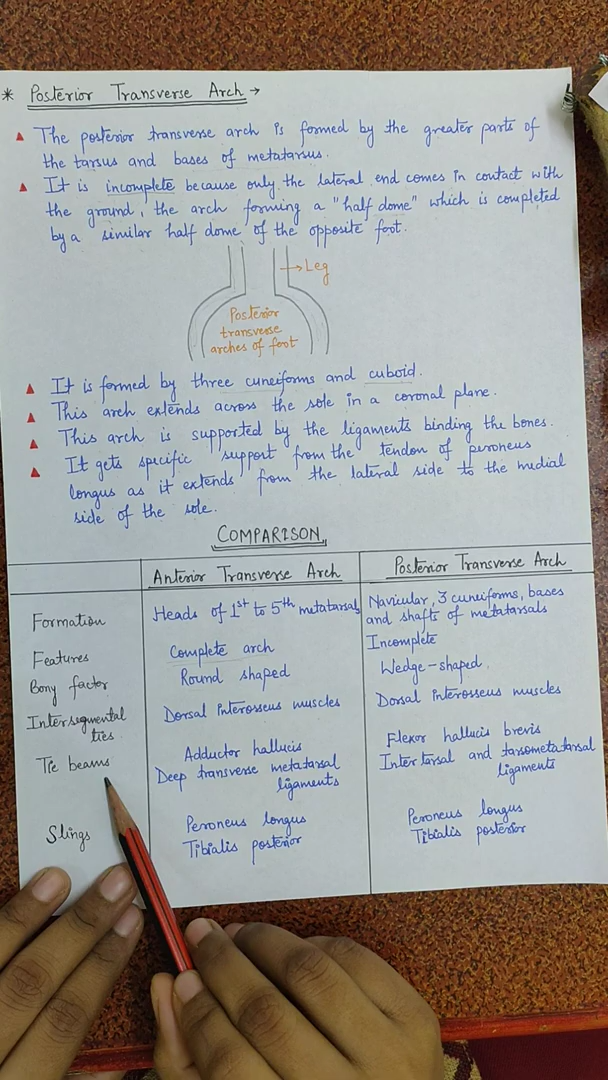 * Posterior Transverse Arch →
▲ The posterior transverse arch is formed by the greater parts of
the tarsus and bases of metatarsus.
▲ It is incomplete because only the lateral end comes in contact with
the ground, the arch forming a "half dome" which is completed
by a similar half dome of the opposite foot.
→ Leg
Posterior
transverse
arches of foot
▲ It is formed by three cuneiforms and cuboid.
▲ This arch extends across the sole in a coronal plane.
▲ This arch is supported by the ligaments binding the bones.
▲ It gets specific support from the tendon of peroneus
longus as it extends from the lateral side to the medial
side of the sole.
COMPARISON
Anterior Transverse Arch Posterior Transverse Arch
Formation Heads of 1st to 5th metatarsals Navicular, 3 cuneiforms, bases
and shafts of metatarsals
Features Complete arch Incomplete
Bony factor Round shaped Wedge-shaped.
Intersegmental Dorsal interosseus muscles Dorsal interosseus muscles
ties.
Tie beams Adductor hallucis Flexor hallucis brevis
Deep transverse metatarsal Intertarsal and tarsometatarsal
ligaments ligaments
Slings Peroneus longus Peroneus longus
Tibialis posterior Tibialis posterior